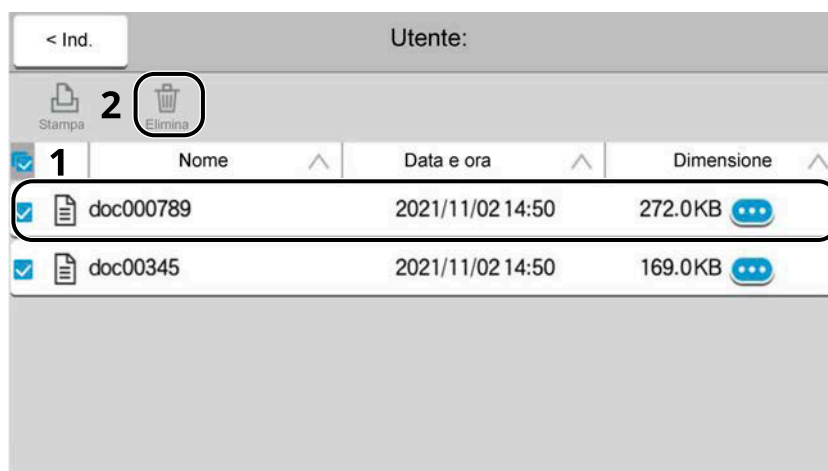 < Ind.
Utente:
Stampa
2
Elimina
1
Nome
Data e ora
Dimensione
doc000789
2021/11/02 14:50
272.0KB
doc00345
2021/11/02 14:50
169.0KB